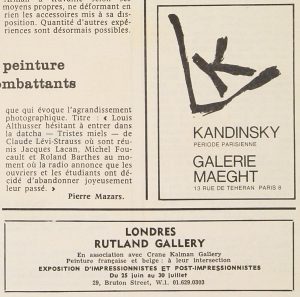 moyens propres, ne déforment en
rien les accessoires mis à sa dis-
position. Quantité d'autres expé-
riences sont désormais possibles.
peinture
ombattants
que qui évoque l'agrandissement
photographique. Titre : « Louis
Althusser hésitant à entrer dans
la datcha — Tristes miels — de
Claude Lévi-Strauss où sont réu-
nis Jacques Lacan, Michel Fou-
cault et Roland Barthes au mo-
ment où la radio annonce que les
ouvriers et les étudiants ont dé-
cidé d'abandonner joyeusement
leur passé. »
Pierre Mazars.
KANDINSKY
PERIODE PARISIENNE
GALERIE
MAEGHT
13 RUE DE TEHERAN PARIS 8
LONDRES
RUTLAND GALLERY
En association avec Crane Kalman Gallery
Peinture française et belge : à leur intersection
EXPOSITION D'IMPRESSIONNISTES ET POST-IMPRESSIONNISTES
Du 25 juin au 30 juillet
29, Bruton Street, W.1. 01.629.0303